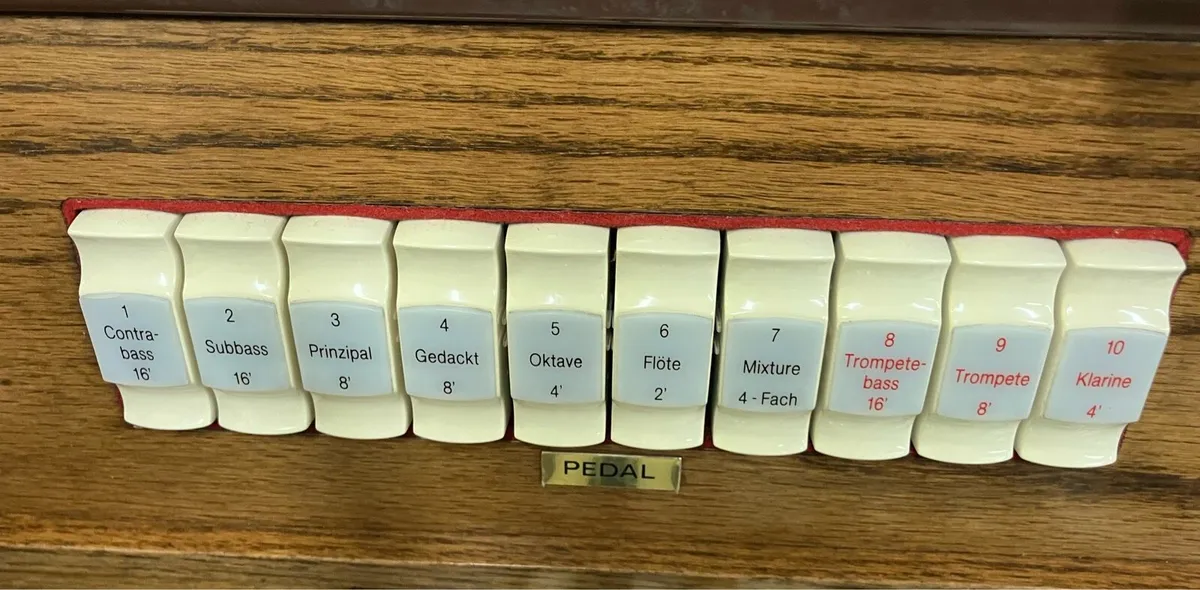 1
Contra-
bass
16'
2
Subbass
16'
3
Prinzipal
8'
4
Gedackt
8'
5
Oktave
4'
6
Flöte
2'
7
Mixture
4 - Fach
8
Trompete-
bass
16'
9
Trompete
8'
10
Klarine
4'
PEDAL